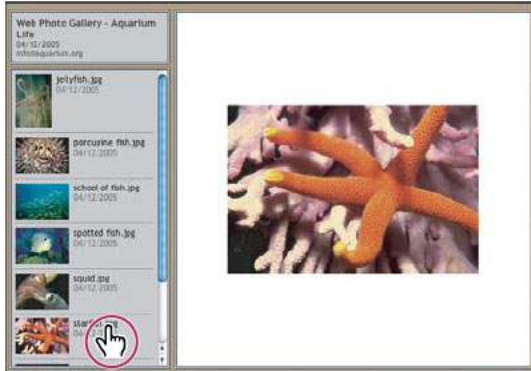 Web Photo Gallery - Aquarium
Life
04/12/2005
info@aquarium.org
jellyfish.jpg
04/12/2005
porcupine fish.jpg
04/12/2005
school of fish.jpg
04/12/2005
spotted fish.jpg
04/12/2005
squid.jpg
04/12/2005